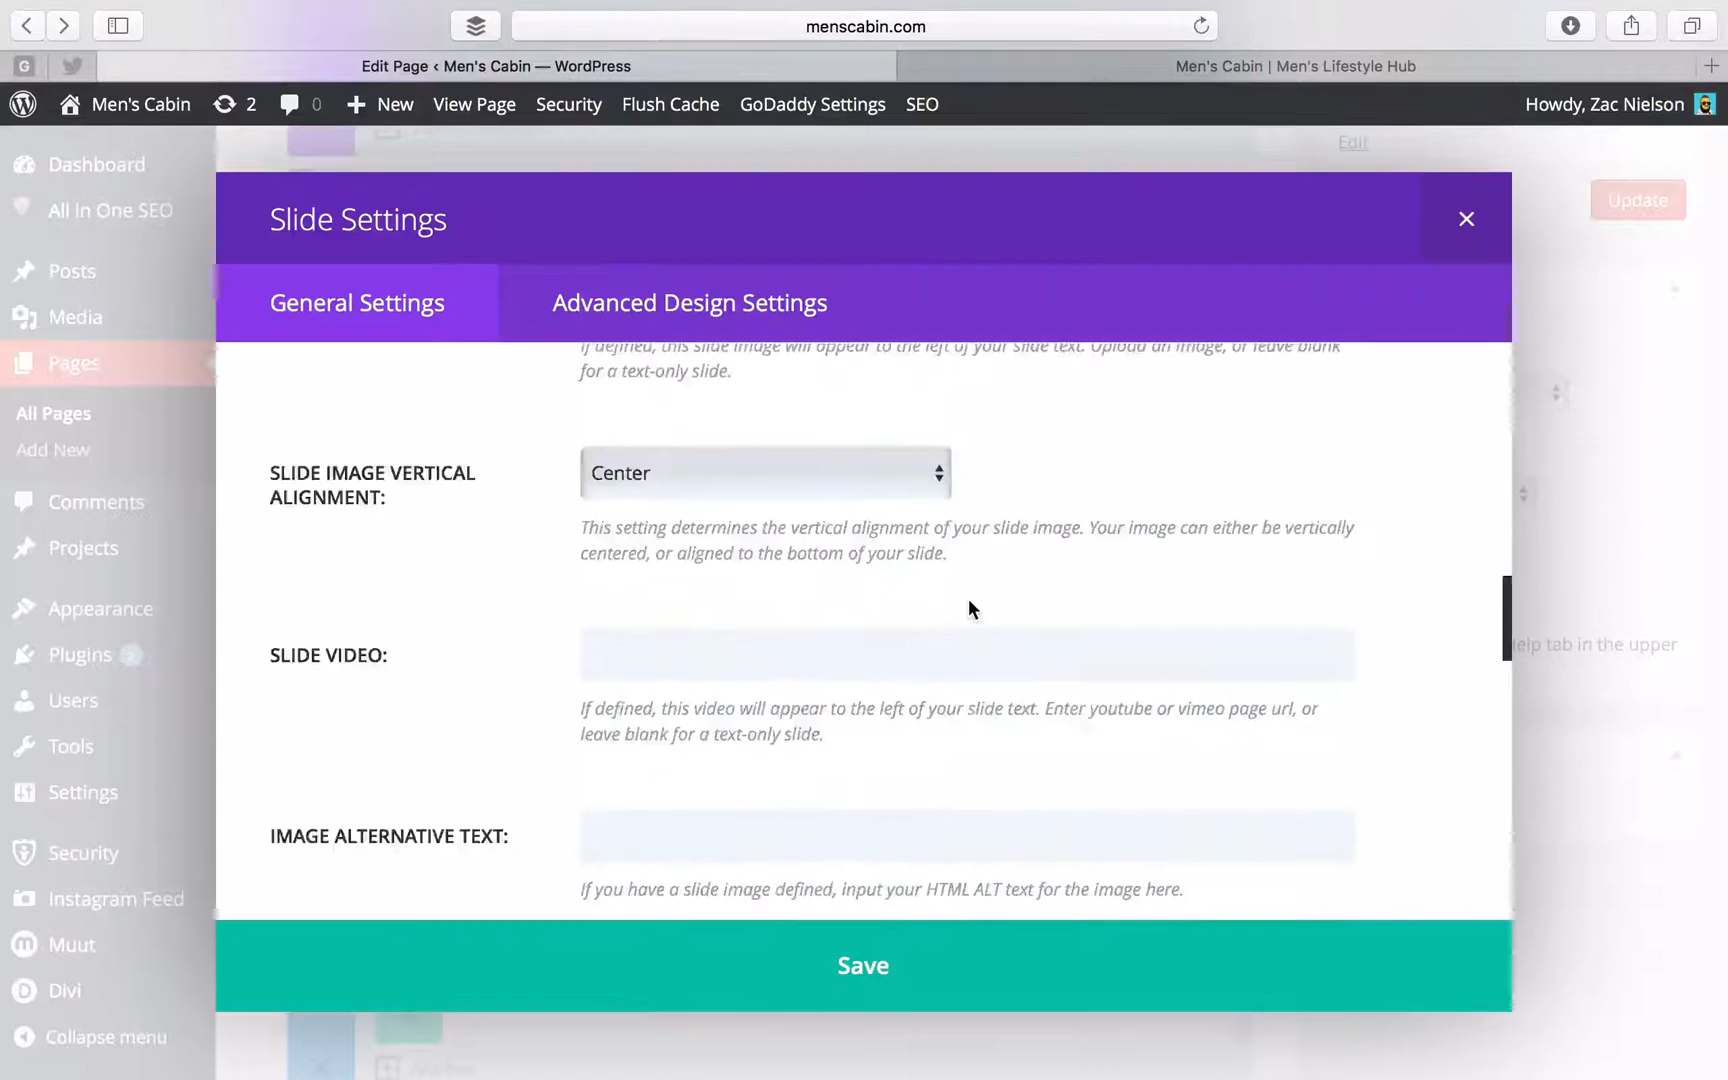 menscabin.com
G
Edit Page ‹ Men's Cabin — WordPress
Men's Cabin | Men's Lifestyle Hub
Men's Cabin
2
0
New
View Page
Security
Flush Cache
GoDaddy Settings
SEO
Howdy, Zac Nielson
Edit
Update
Dashboard
All in One SEO
Posts
Media
Pages
All Pages
Add New
Comments
Projects
Appearance
Plugins
Users
Tools
Settings
Security
Instagram Feed
Muut
Divi
Collapse menu
Slide Settings
General Settings
Advanced Design Settings
If defined, this slide image will appear to the left of your slide text. Upload an image, or leave blank
for a text-only slide.
SLIDE IMAGE VERTICAL
ALIGNMENT:
Center
This setting determines the vertical alignment of your slide image. Your image can either be vertically
centered, or aligned to the bottom of your slide.
SLIDE VIDEO:
If defined, this video will appear to the left of your slide text. Enter youtube or vimeo page url, or
leave blank for a text-only slide.
IMAGE ALTERNATIVE TEXT:
If you have a slide image defined, input your HTML ALT text for the image here.
Save
elp tab in the upper